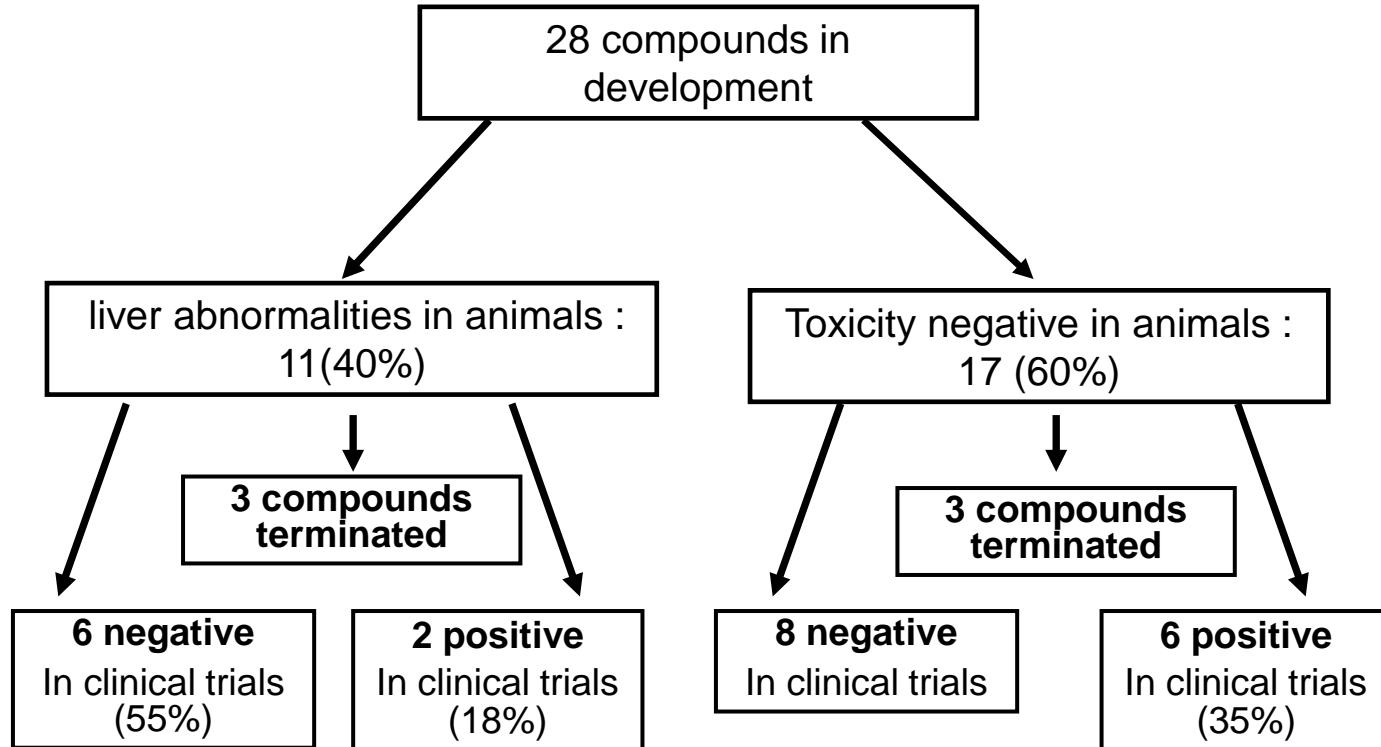 28 compounds in
development
liver abnormalities in animals :
11(40%)
Toxicity negative in animals :
17 (60%)
3 compounds
terminated
3 compounds
terminated
6 negative
In clinical trials
(55%)
2 positive
In clinical trials
(18%)
8 negative
In clinical trials
6 positive
In clinical trials
(35%)